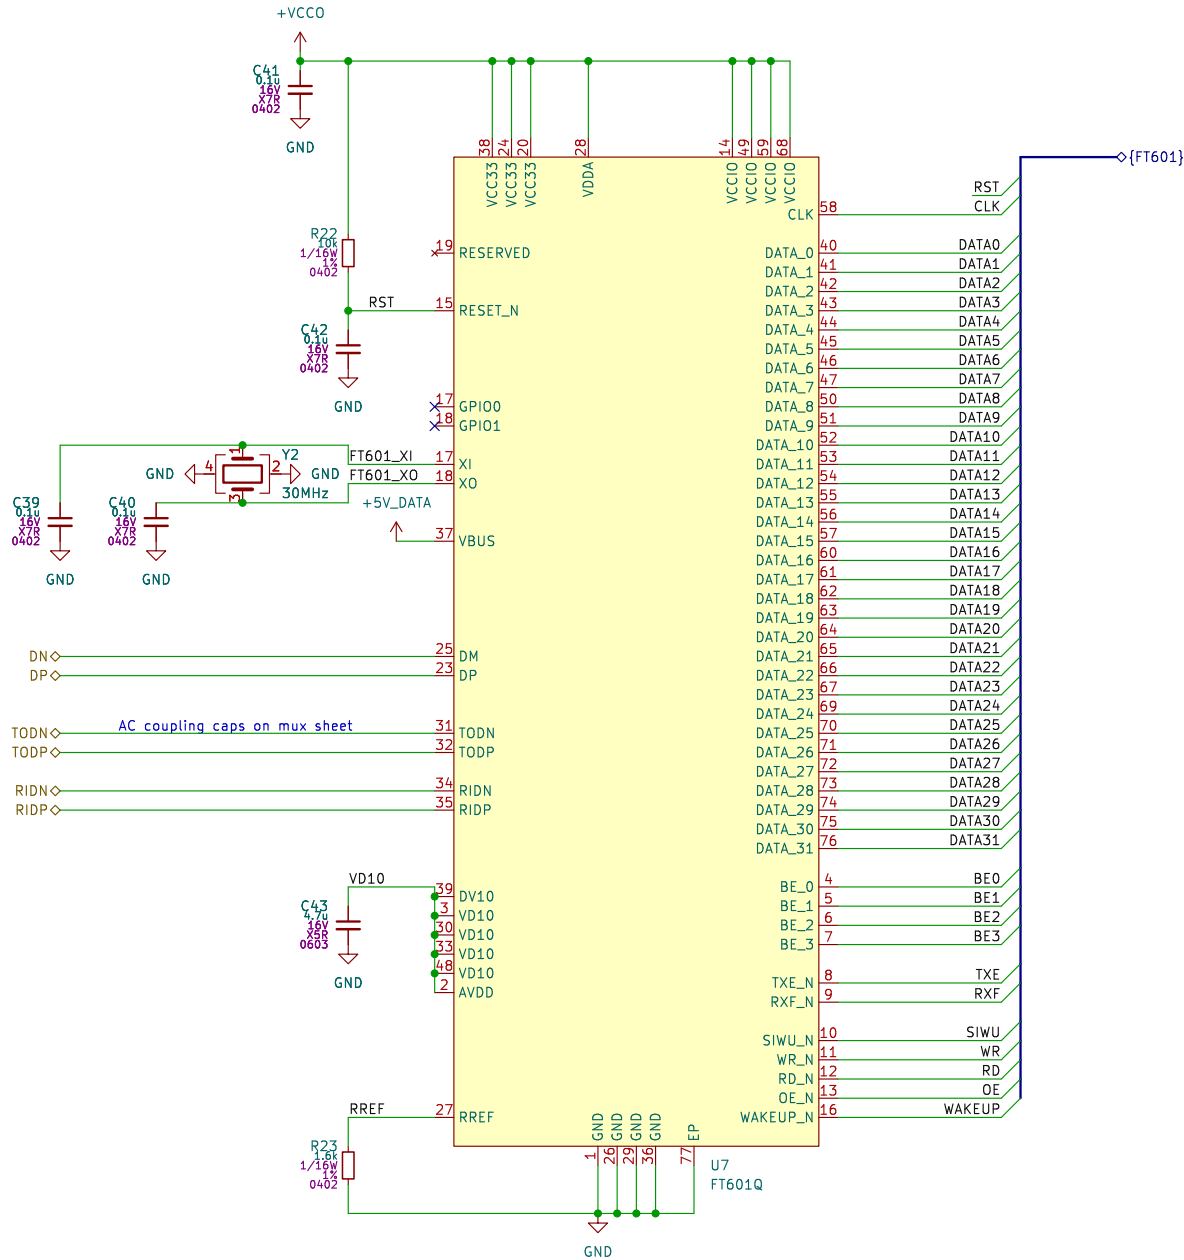 +VCCO
C41
0.1u
16V
X7R
0402
GND
38
24
20
28
14
49
59
68
VCC33
VCC33
VCC33
VDDA
VCCIO
VCCIO
VCCIO
VCCIO
{FT601}
R22
10k
1/16W
1%
0402
19 RESERVED
RST
15 RESET_N
C42
0.1u
16V
X7R
0402
GND
17 GPIO0
18 GPIO1
FT601_XI
17 XI
FT601_XO
18 XO
1
Y2
GND 4
2 GND
3
30MHz
C39
0.1u
16V
X7R
0402
GND
C40
0.1u
16V
X7R
0402
GND
+5V_DATA
37 VBUS
DN 25 DM
DP 23 DP
AC coupling caps on mux sheet
TODN 31 TODN
TODP 32 TODP
RIDN 34 RIDN
RIDP 35 RIDP
VD10
C43
4.7u
16V
X5R
0603
GND
39 DV10
3 VD10
30 VD10
33 VD10
48 VD10
2 AVDD
RREF
27 RREF
R23
1.6k
1/16W
1%
0402
RST
CLK 58 CLK
DATA_0 40 DATA0
DATA_1 41 DATA1
DATA_2 42 DATA2
DATA_3 43 DATA3
DATA_4 44 DATA4
DATA_5 45 DATA5
DATA_6 46 DATA6
DATA_7 47 DATA7
DATA_8 50 DATA8
DATA_9 51 DATA9
DATA_10 52 DATA10
DATA_11 53 DATA11
DATA_12 54 DATA12
DATA_13 55 DATA13
DATA_14 56 DATA14
DATA_15 57 DATA15
DATA_16 60 DATA16
DATA_17 61 DATA17
DATA_18 62 DATA18
DATA_19 63 DATA19
DATA_20 64 DATA20
DATA_21 65 DATA21
DATA_22 66 DATA22
DATA_23 67 DATA23
DATA_24 69 DATA24
DATA_25 70 DATA25
DATA_26 71 DATA26
DATA_27 72 DATA27
DATA_28 73 DATA28
DATA_29 74 DATA29
DATA_30 75 DATA30
DATA_31 76 DATA31
BE_0 4 BE0
BE_1 5 BE1
BE_2 6 BE2
BE_3 7 BE3
TXE_N 8 TXE
RXF_N 9 RXF
SIWU_N 10 SIWU
WR_N 11 WR
RD_N 12 RD
OE_N 13 OE
WAKEUP_N 16 WAKEUP
GND
GND
GND
GND
EP
1
26
29
36
77
U7
FT601Q
GND